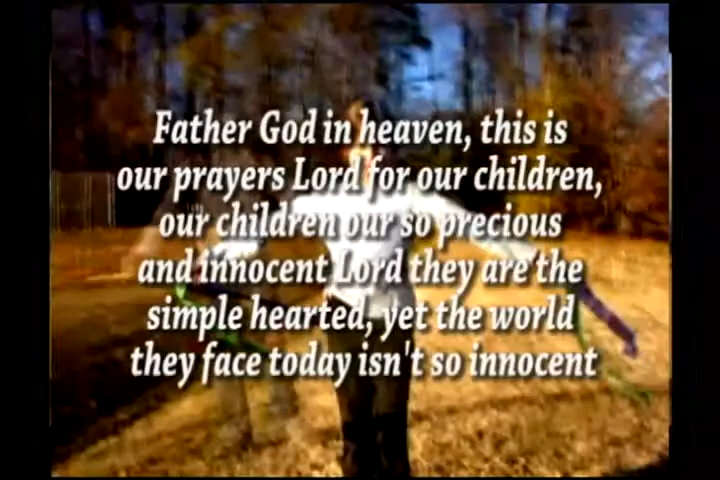 Father God in heaven, this is
our prayers Lord for our children,
our children our so precious
and innocent Lord they are the
simple hearted, yet the world
they face today isn't so innocent